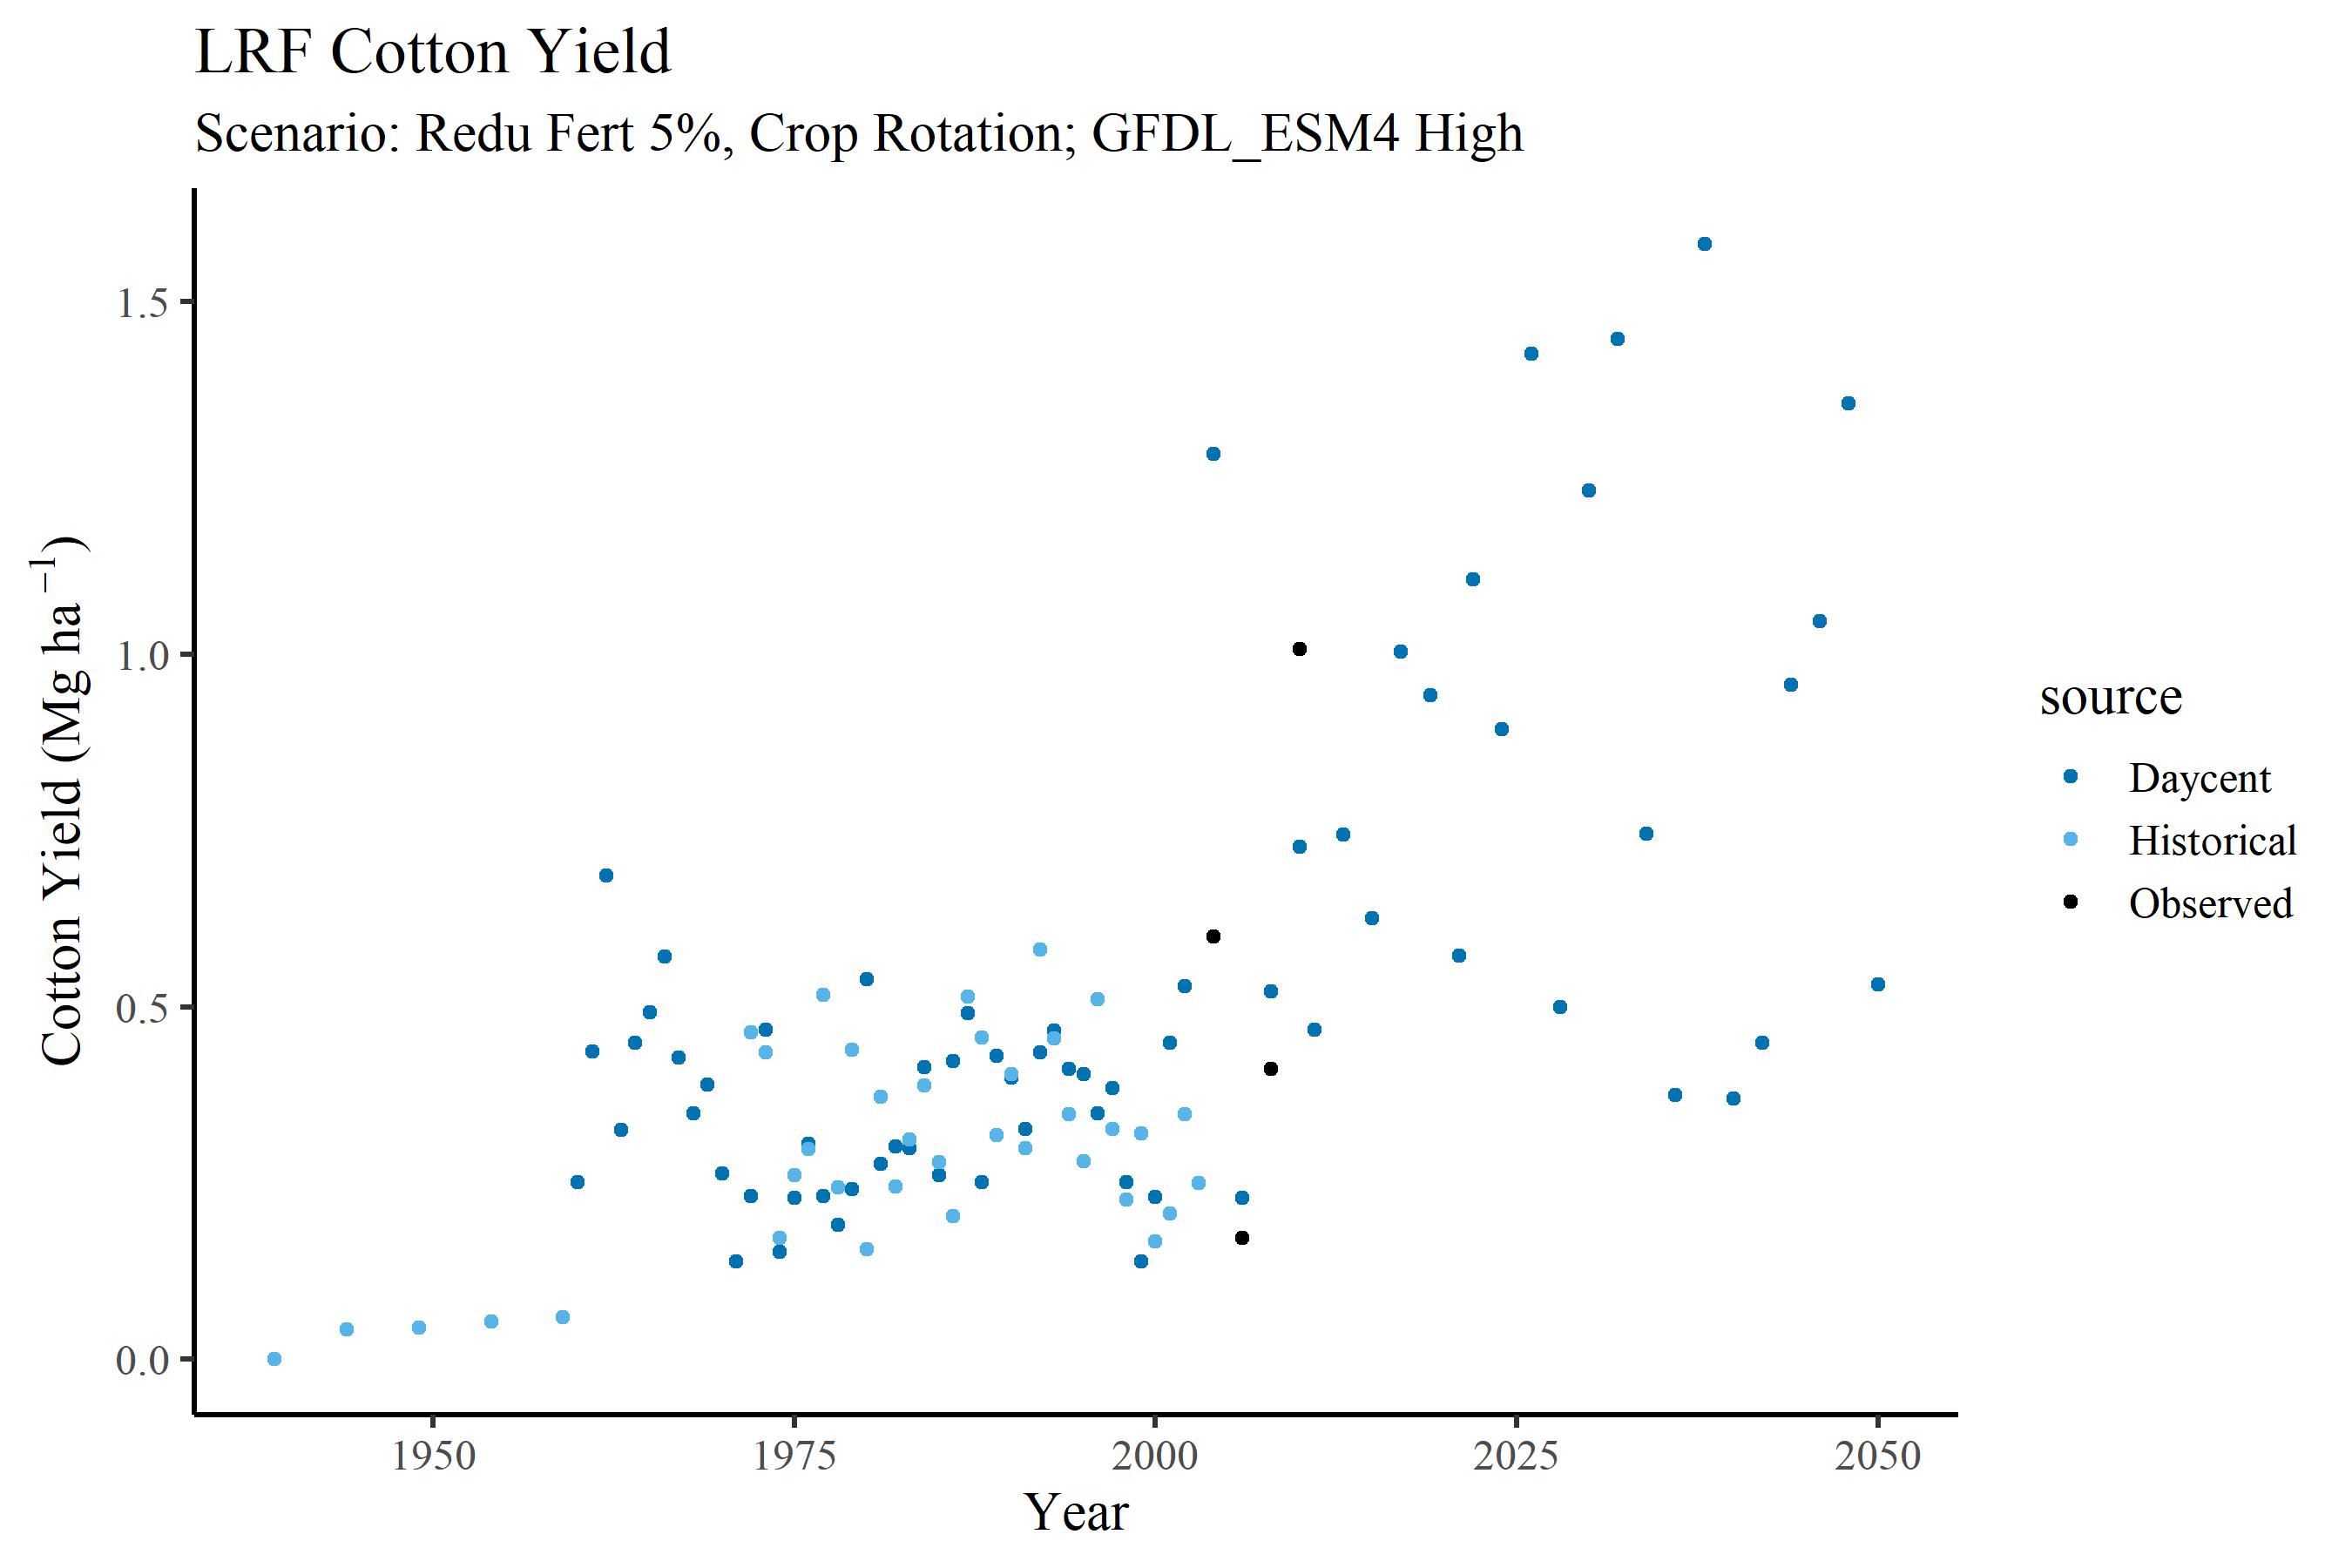 LRF Cotton Yield
Scenario: Redu Fert 5%, Crop Rotation; GFDL_ESM4 High
Cotton Yield (Mg ha⁻¹)
1.5
1.0
0.5
0.0
1950 1975 2000 2025 2050
Year
source
Daycent
Historical
Observed